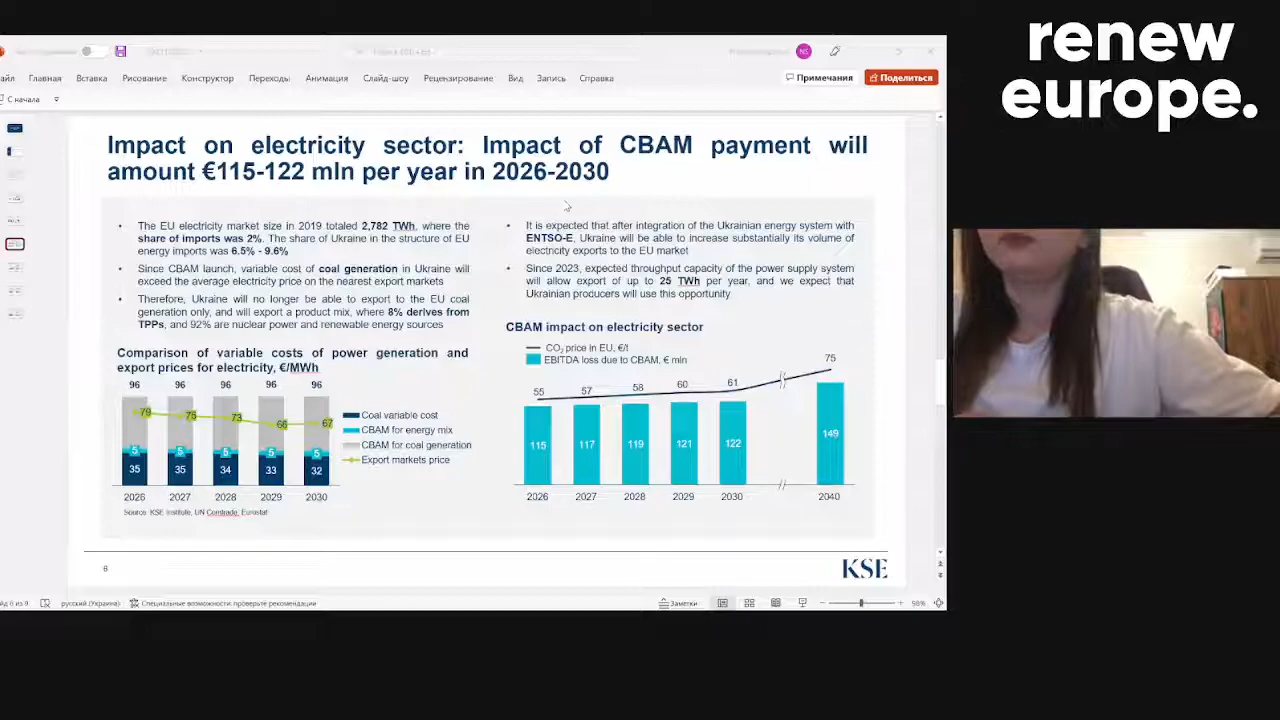 renew
europe.
NS
айл Главная Вставка Рисование Конструктор Переходы Анимация Слайд-шоу Рецензирование Вид Запись Справка
Примечания
Поделиться
С начала
Impact on electricity sector: Impact of CBAM payment will
amount €115-122 mln per year in 2026-2030
• The EU electricity market size in 2019 totaled 2,782 TWh, where the
share of imports was 2%. The share of Ukraine in the structure of EU
energy imports was 6.5% - 9.6%
• Since CBAM launch, variable cost of coal generation in Ukraine will
exceed the average electricity price on the nearest export markets
• Therefore, Ukraine will no longer be able to export to the EU coal
generation only, and will export a product mix, where 8% derives from
TPPs, and 92% are nuclear power and renewable energy sources
Comparison of variable costs of power generation and
export prices for electricity, €/MWh
96 96 96 96 96
79 76 73 66 67
5 5 5 5 5
35 35 34 33 32
2026 2027 2028 2029 2030
Coal variable cost
CBAM for energy mix
CBAM for coal generation
Export markets price
Source: KSE Institute, UN Comtrade, Eurostat
• It is expected that after integration of the Ukrainian energy system with
ENTSO-E, Ukraine will be able to increase substantially its volume of
electricity exports to the EU market
• Since 2023, expected throughput capacity of the power supply system
will allow export of up to 25 TWh per year, and we expect that
Ukrainian producers will use this opportunity
CBAM impact on electricity sector
CO2 price in EU, €/t
EBITDA loss due to CBAM, € mln
55 57 58 60 61 75
115 117 119 121 122 149
2026 2027 2028 2029 2030 2040
6
KSE
йд 6 из 9 русский (Украина) Специальные возможности: проверьте рекомендации
Заметки
58%